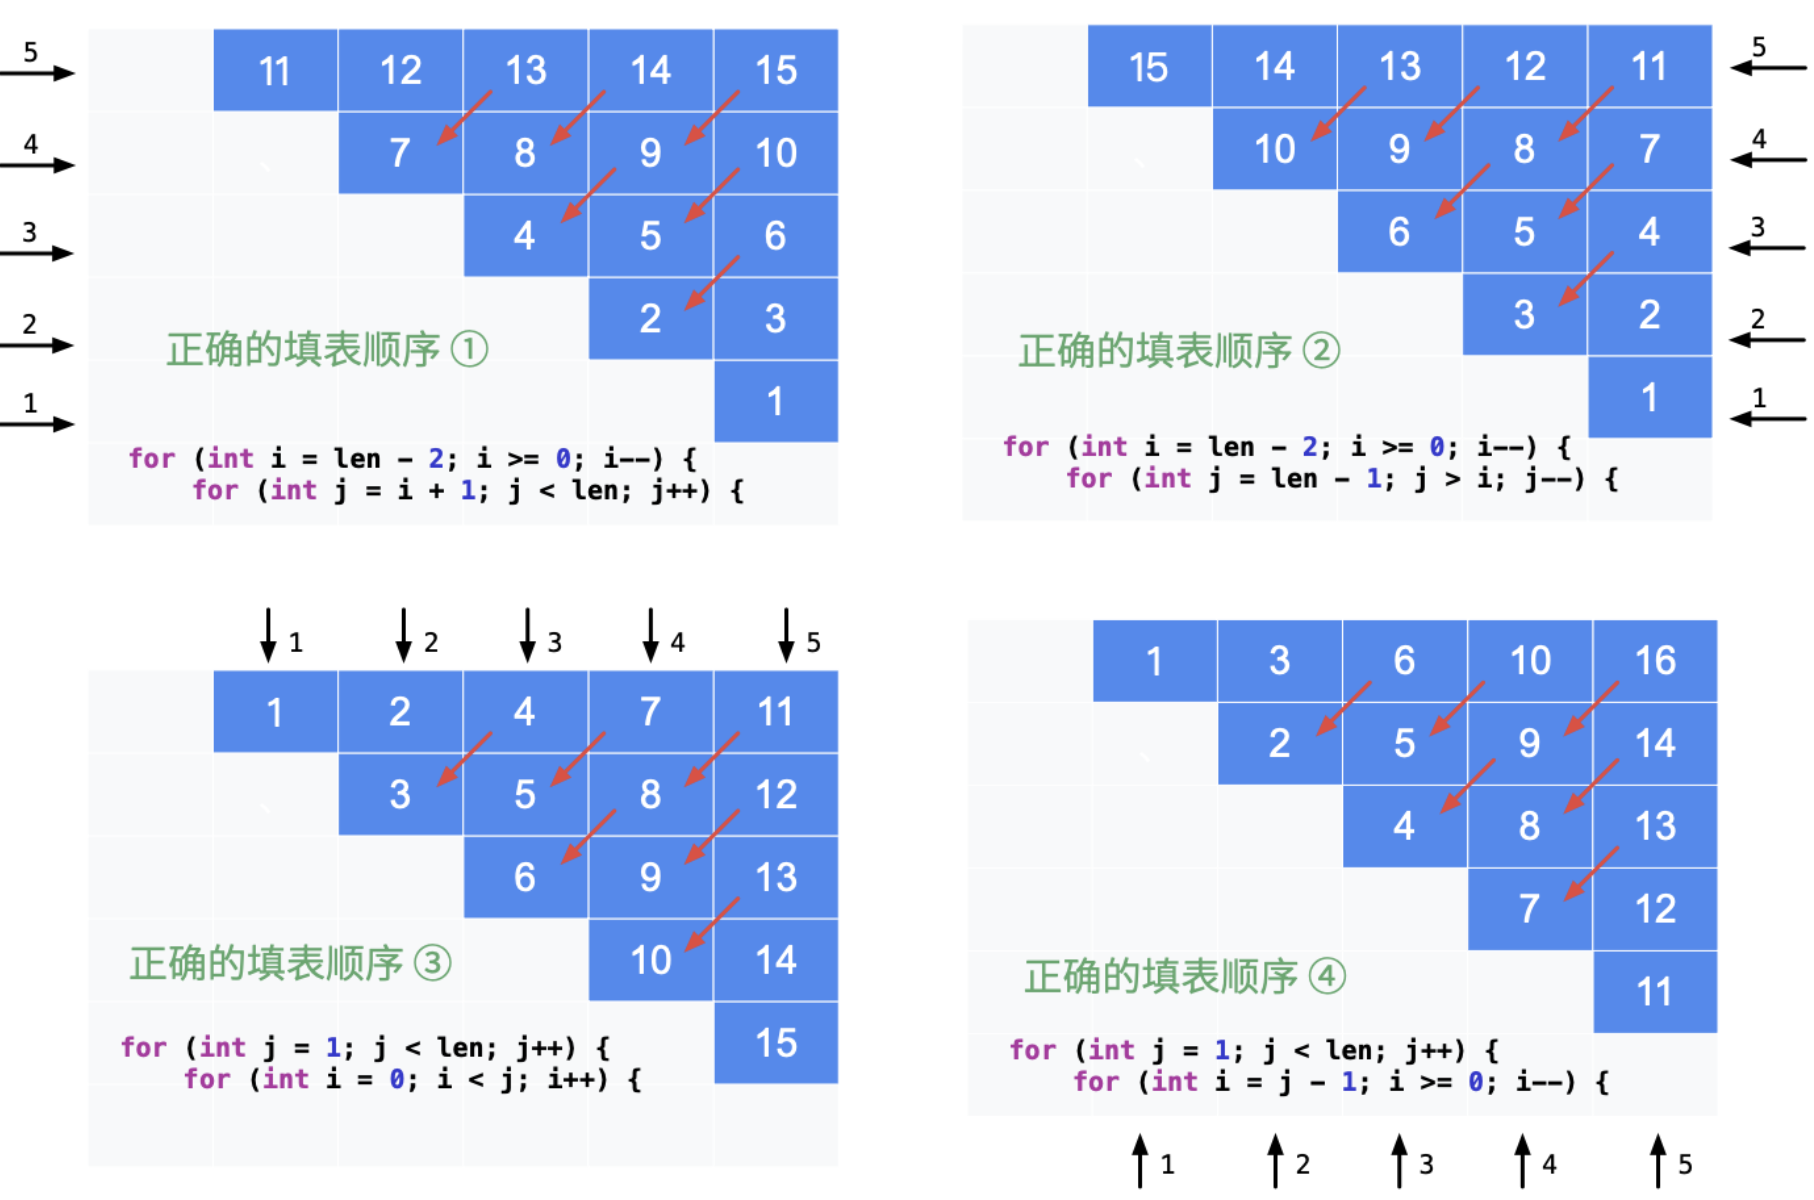 5 11 12 13 14 15
4 7 8 9 10
3 4 5 6
2 2 3
正确的填表顺序 ①
1 1
for (int i = len - 2; i >= 0; i--) {
for (int j = i + 1; j < len; j++) {
15 14 13 12 11 5
10 9 8 7 4
6 5 4 3
3 2 2
正确的填表顺序 ②
1 1
for (int i = len - 2; i >= 0; i--) {
for (int j = len - 1; j > i; j--) {
1 2 3 4 5
1 2 4 7 11
3 5 8 12
6 9 13
10 14
正确的填表顺序 ③
15
for (int j = 1; j < len; j++) {
for (int i = 0; i < j; i++) {
1 3 6 10 16
2 5 9 14
4 8 13
7 12
正确的填表顺序 ④
11
for (int j = 1; j < len; j++) {
for (int i = j - 1; i >= 0; i--) {
1 2 3 4 5